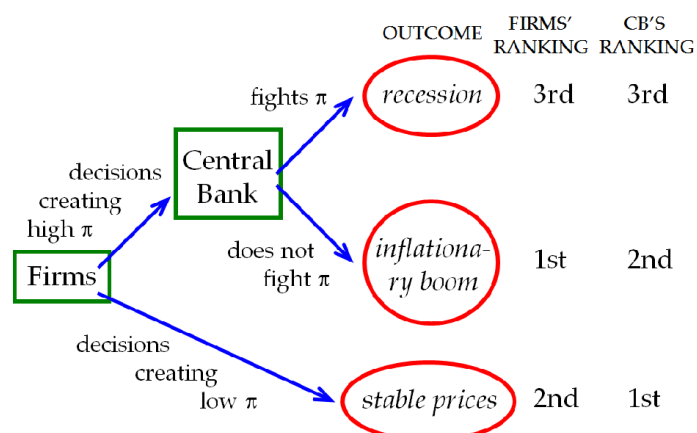 OUTCOME
FIRMS'
RANKING
CB'S
RANKING
fights π
recession
3rd
3rd
decisions
creating
high π
Central
Bank
does not
fight π
inflationa-
ry boom
1st
2nd
Firms
decisions
creating
low π
stable prices
2nd
1st